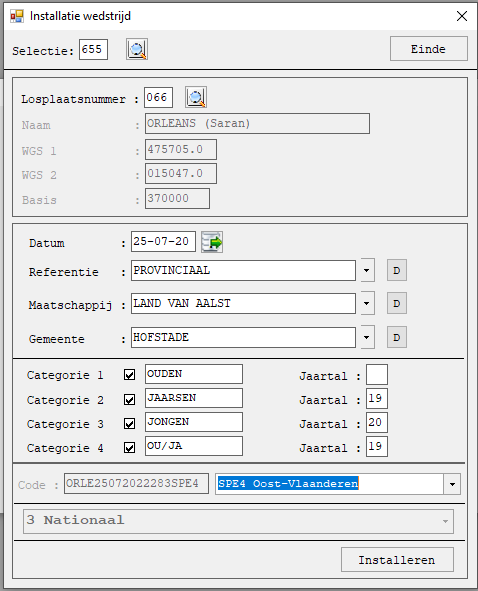 Installatie wedstrijd
Selectie: 655 Einde
Losplaatsnummer : 066
Naam : ORLEANS (Saran)
WGS 1 : 475705.0
WGS 2 : 015047.0
Basis : 370000
Datum : 25-07-20
Referentie : PROVINCIAAL D
Maatschappij : LAND VAN AALST D
Gemeente : HOFSTADE D
Categorie 1 OUDEN Jaartal :
Categorie 2 JAARSEN Jaartal : 19
Categorie 3 JONGEN Jaartal : 20
Categorie 4 OU/JA Jaartal : 19
Code : ORLE25072022283SPE4 SPE4 Oost-Vlaanderen
3 Nationaal
Installeren